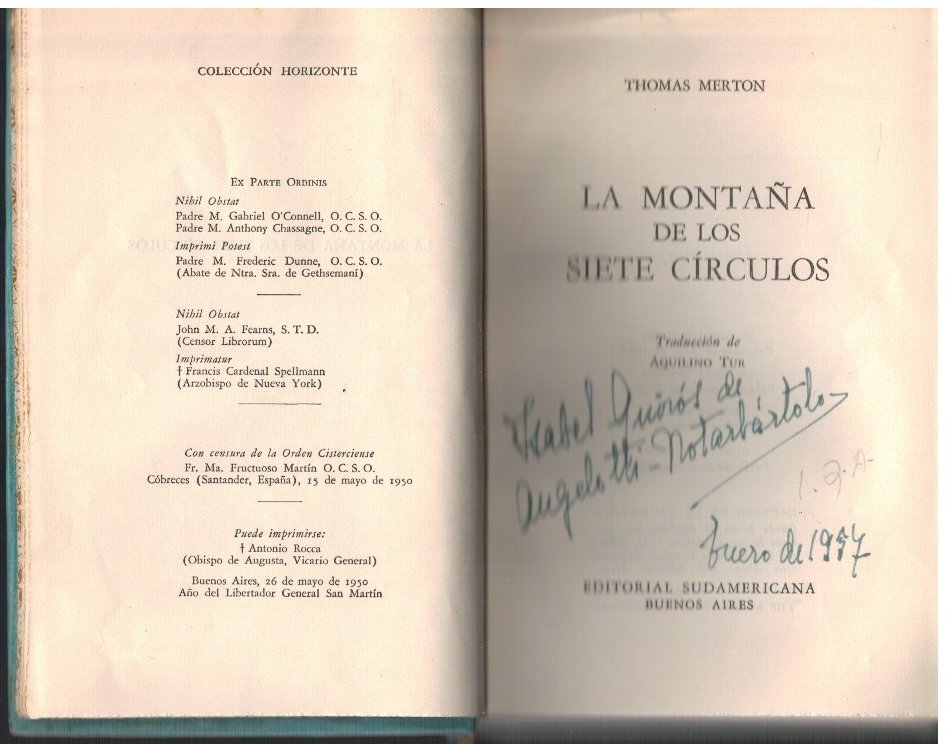 COLECCIÓN HORIZONTE
EX PARTE ORDINIS
Nihil Obstat
Padre M. Gabriel O'Connell, O. C. S. O.
Padre M. Anthony Chassagne, O. C. S. O.
Imprimi Potest
Padre M. Frederic Dunne, O. C. S. O.
(Abate de Ntra. Sra. de Gethsemaní)
Nihil Obstat
John M. A. Fearns, S. T. D.
(Censor Librorum)
Imprimatur
† Francis Cardenal Spellmann
(Arzobispo de Nueva York)
Con censura de la Orden Cisterciense
Fr. Ma. Fructuoso Martín O. C. S. O.
Cóbreces (Santander, España), 15 de mayo de 1950
Puede imprimirse:
† Antonio Rocca
(Obispo de Augusta, Vicario General)
Buenos Aires, 26 de mayo de 1950
Año del Libertador General San Martín
THOMAS MERTON
LA MONTAÑA
DE LOS
SIETE CÍRCULOS
Traducción de
AQUILINO TUR
Isabel Quirós de
Angelotti-Notarbártolo
Enero de 19
EDITORIAL SUDAMERICANA
BUENOS AIRES